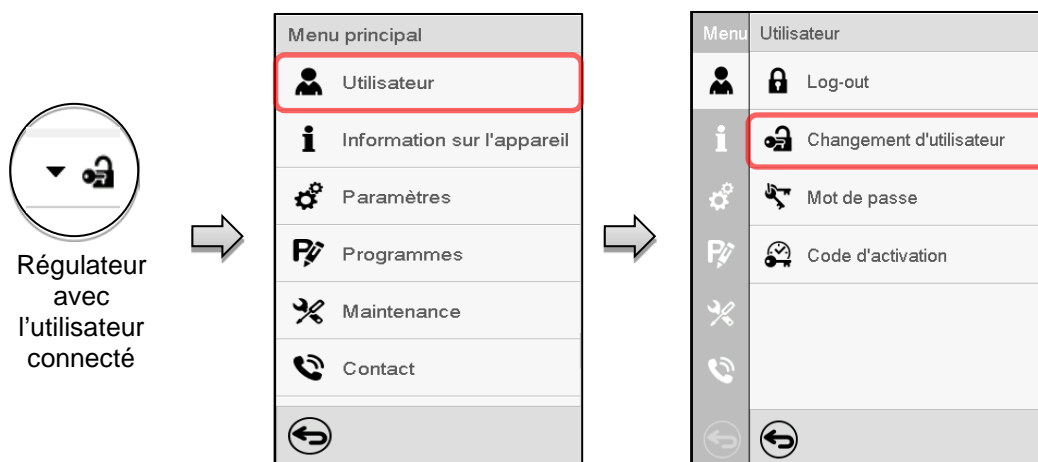 Régulateur
avec
l’utilisateur
connecté
Menu principal
Utilisateur
Information sur l'appareil
Paramètres
Programmes
Maintenance
Contact
Menu
Utilisateur
Log-out
Changement d'utilisateur
Mot de passe
Code d'activation